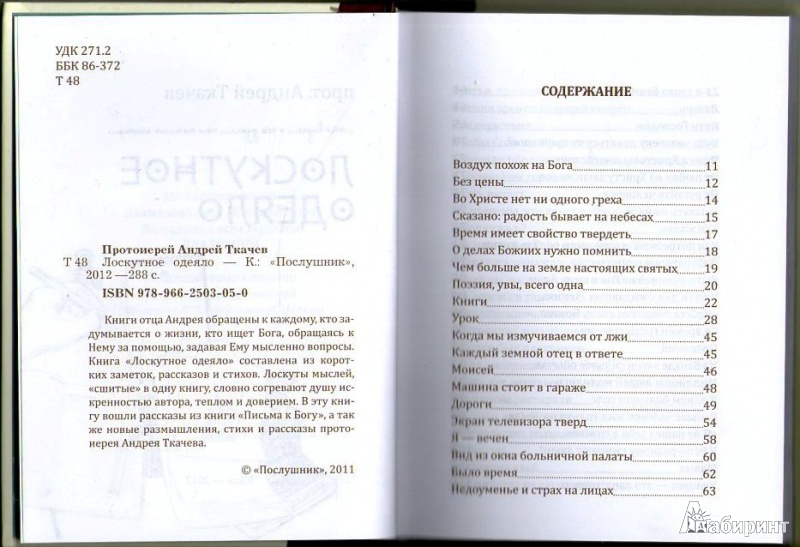 УДК 271.2
ББК 86-372
Т 48
Протоиерей Андрей Ткачев
Т 48 Лоскутное одеяло — К.: «Послушник»,
2012 —288 с.
ISBN 978-966-2503-05-0
Книги отца Андрея обращены к каждому, кто за-
думывается о жизни, кто ищет Бога, обращаясь к
Нему за помощью, задавая Ему мысленно вопросы.
Книга «Лоскутное одеяло» составлена из корот-
ких заметок, рассказов и стихов. Лоскуты мыслей,
«сшитые» в одну книгу, словно согревают душу ис-
кренностью автора, теплом и доверием. В эту кни-
гу вошли рассказы из книги «Письма к Богу», а так-
же новые размышления, стихи и рассказы прото-
иерея Андрея Ткачева.
© «Послушник», 2011
СОДЕРЖАНИЕ
Воздух похож на Бога 11
Без цены 12
Во Христе нет ни одного греха 14
Сказано: радость бывает на небесах 15
Время имеет свойство твердеть 17
О делах Божиих нужно помнить 18
Чем больше на земле настоящих святых 19
Поэзия, увы, всего одна 20
Книги 22
Урок 28
Когда мы измучиваемся от лжи 45
Каждый земной отец в ответе 45
Моисей 46
Машина стоит в гараже 48
Дороги 49
Экран телевизора тверд 54
Я — вечен 58
Вид из окна больничной палаты 60
Было время 62
Недоуменье и страх на лицах 63
Лабиринт